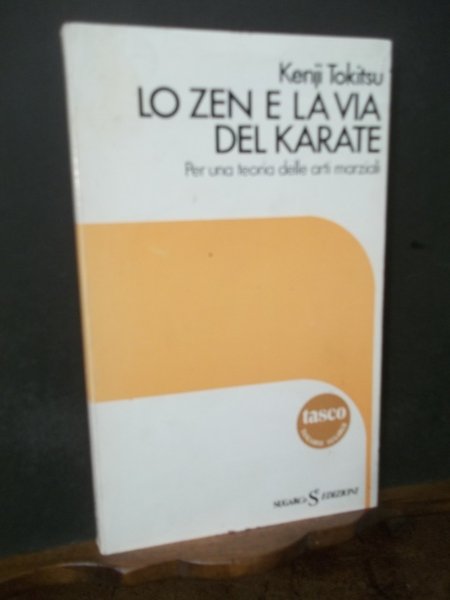 Kenji Tokitsu
LO ZEN E LA VIA
DEL KARATE
Per una teoria delle arti marziali
tasco
SUGARCo S EDIZIONI